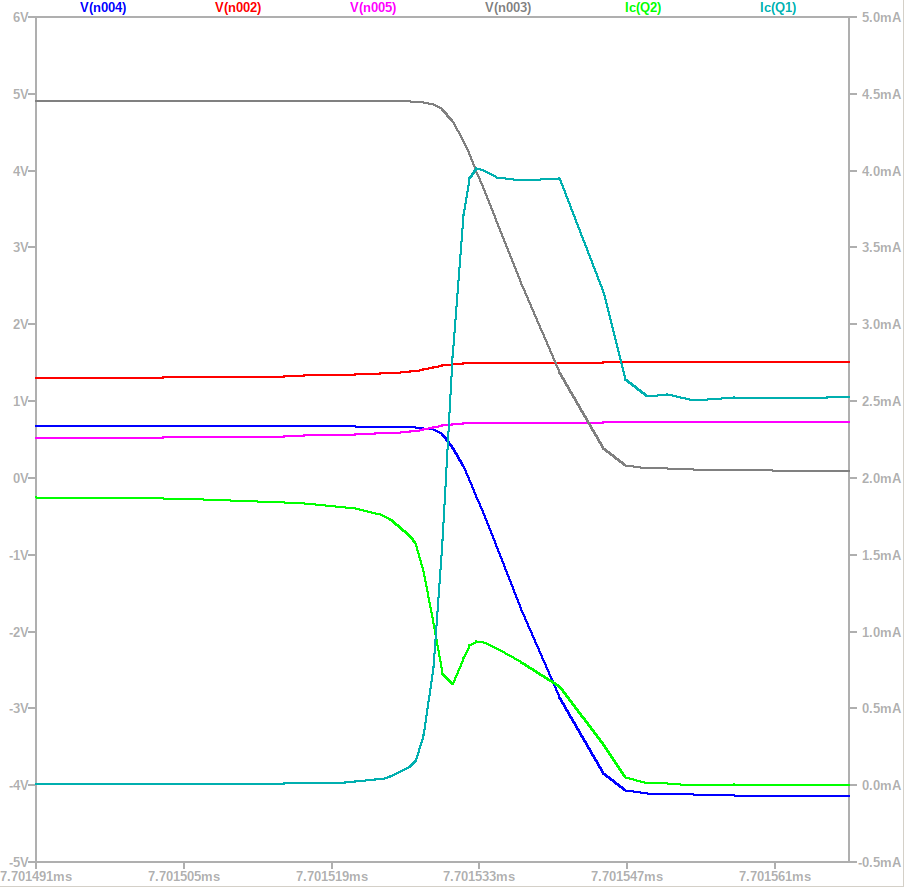 V(n004) V(n002) V(n005) V(n003) Ic(Q2) Ic(Q1)
6V 5.0mA
5V 4.5mA
4V 4.0mA
3V 3.5mA
2V 3.0mA
1V 2.5mA
0V 2.0mA
-1V 1.5mA
-2V 1.0mA
-3V 0.5mA
-4V 0.0mA
-5V -0.5mA
7.701491ms 7.701505ms 7.701519ms 7.701533ms 7.701547ms 7.701561ms